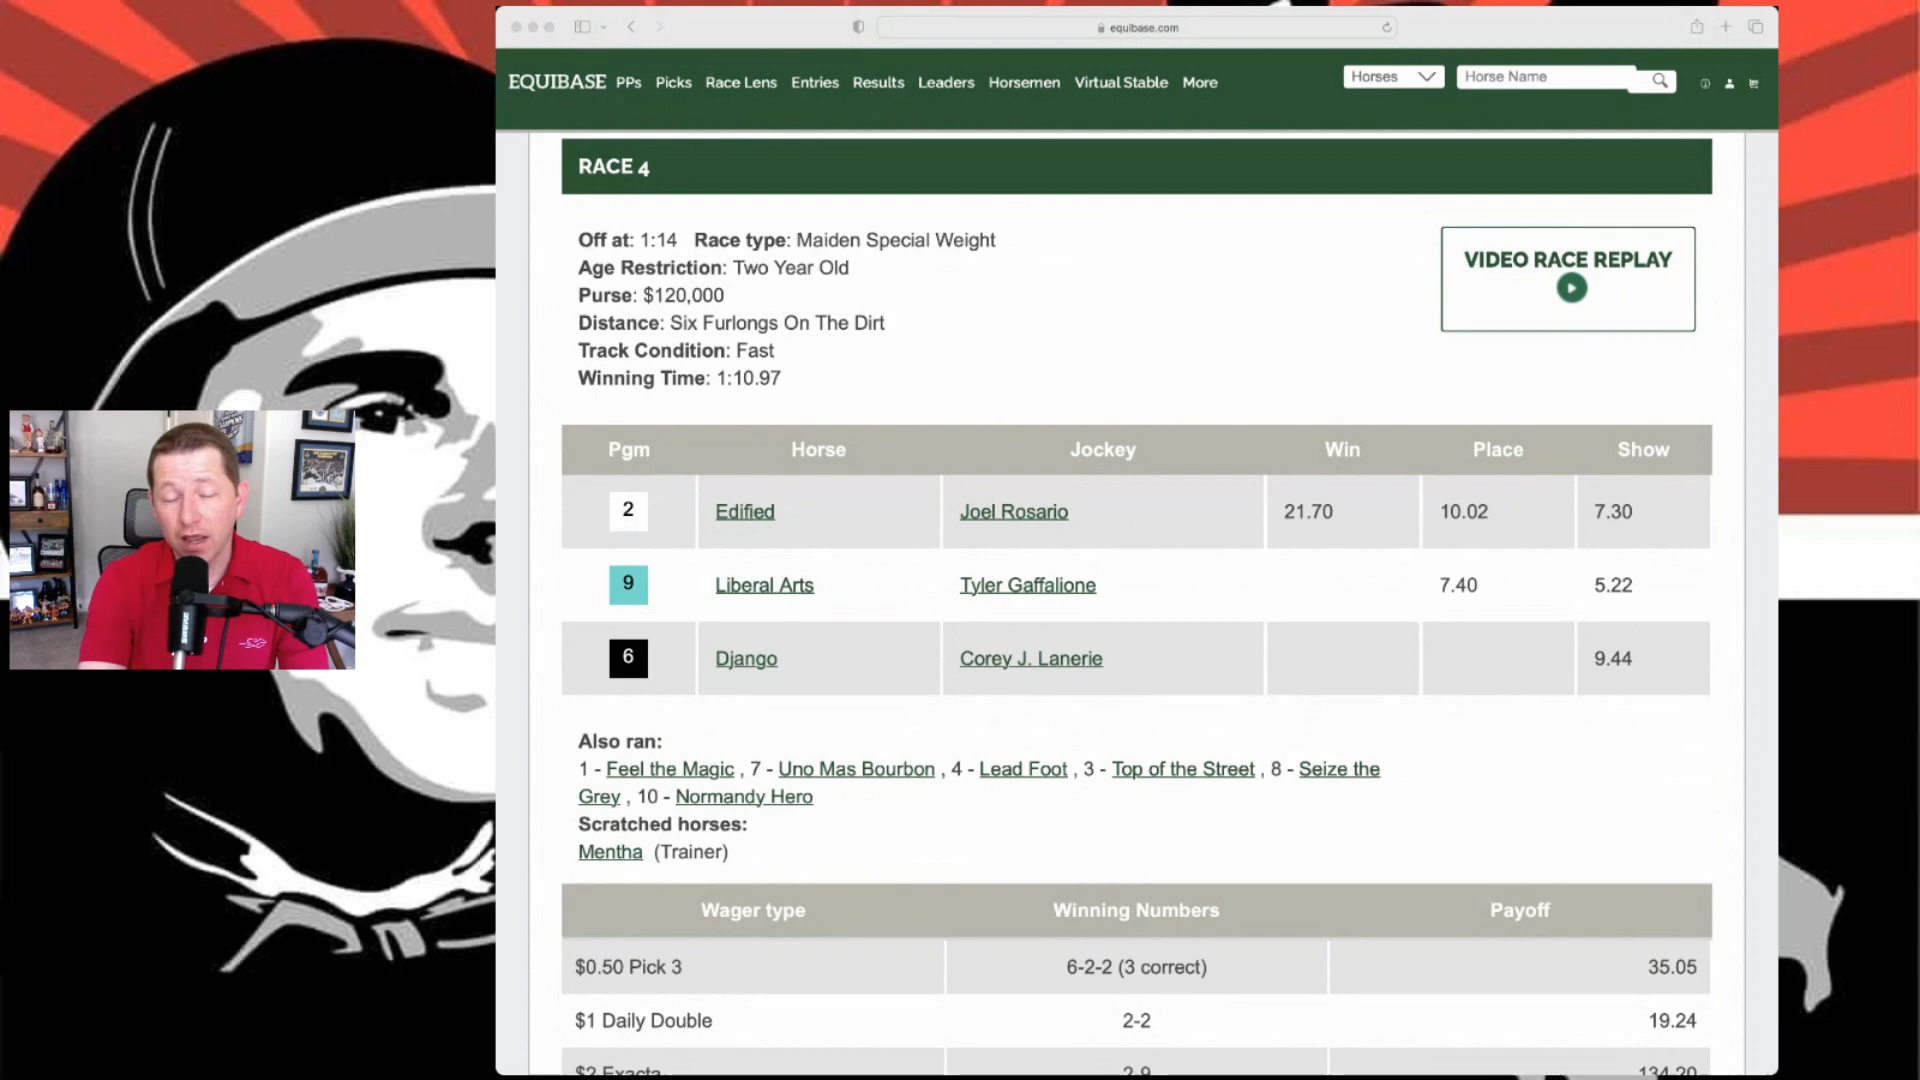 equibase.com
EQUIBASE PPs Picks Race Lens Entries Results Leaders Horsemen Virtual Stable More
Horses
Horse Name
RACE 4
Off at: 1:14 Race type: Maiden Special Weight
Age Restriction: Two Year Old
Purse: $120,000
Distance: Six Furlongs On The Dirt
Track Condition: Fast
Winning Time: 1:10.97
VIDEO RACE REPLAY
Pgm Horse Jockey Win Place Show
2 Edified Joel Rosario 21.70 10.02 7.30
9 Liberal Arts Tyler Gaffalione 7.40 5.22
6 Django Corey J. Lanerie 9.44
Also ran:
1 - Feel the Magic , 7 - Uno Mas Bourbon , 4 - Lead Foot , 3 - Top of the Street , 8 - Seize the
Grey , 10 - Normandy Hero
Scratched horses:
Mentha (Trainer)
Wager type Winning Numbers Payoff
$0.50 Pick 3 6-2-2 (3 correct) 35.05
$1 Daily Double 2-2 19.24
$2 Exacta 2-9 134.20
SHURE